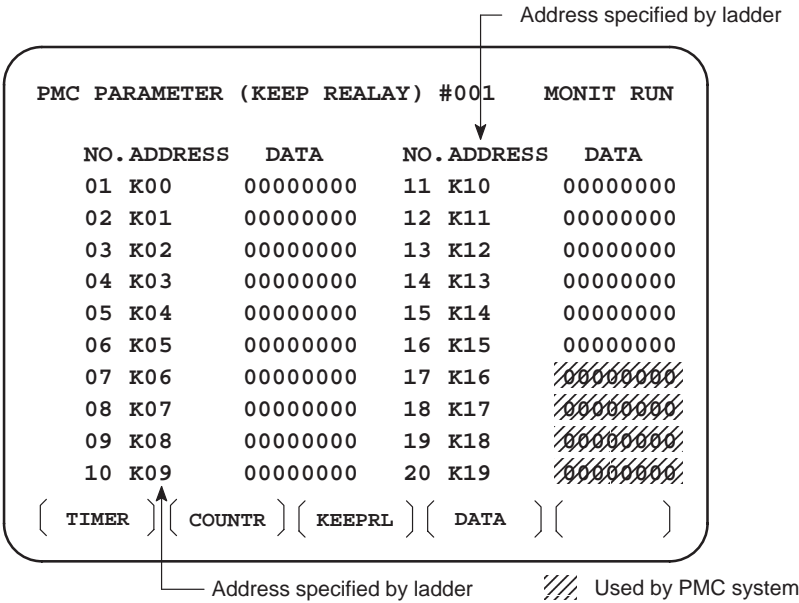 Address specified by ladder
PMC PARAMETER (KEEP REALAY) #001 MONIT RUN
NO. ADDRESS DATA NO. ADDRESS DATA
01 K00 00000000 11 K10 00000000
02 K01 00000000 12 K11 00000000
03 K02 00000000 13 K12 00000000
04 K03 00000000 14 K13 00000000
05 K04 00000000 15 K14 00000000
06 K05 00000000 16 K15 00000000
07 K06 00000000 17 K16 00000000
08 K07 00000000 18 K17 00000000
09 K08 00000000 19 K18 00000000
10 K09 00000000 20 K19 00000000
[ TIMER ] [ COUNTR ] [ KEEPRL ] [ DATA ] [ ]
Address specified by ladder Used by PMC system